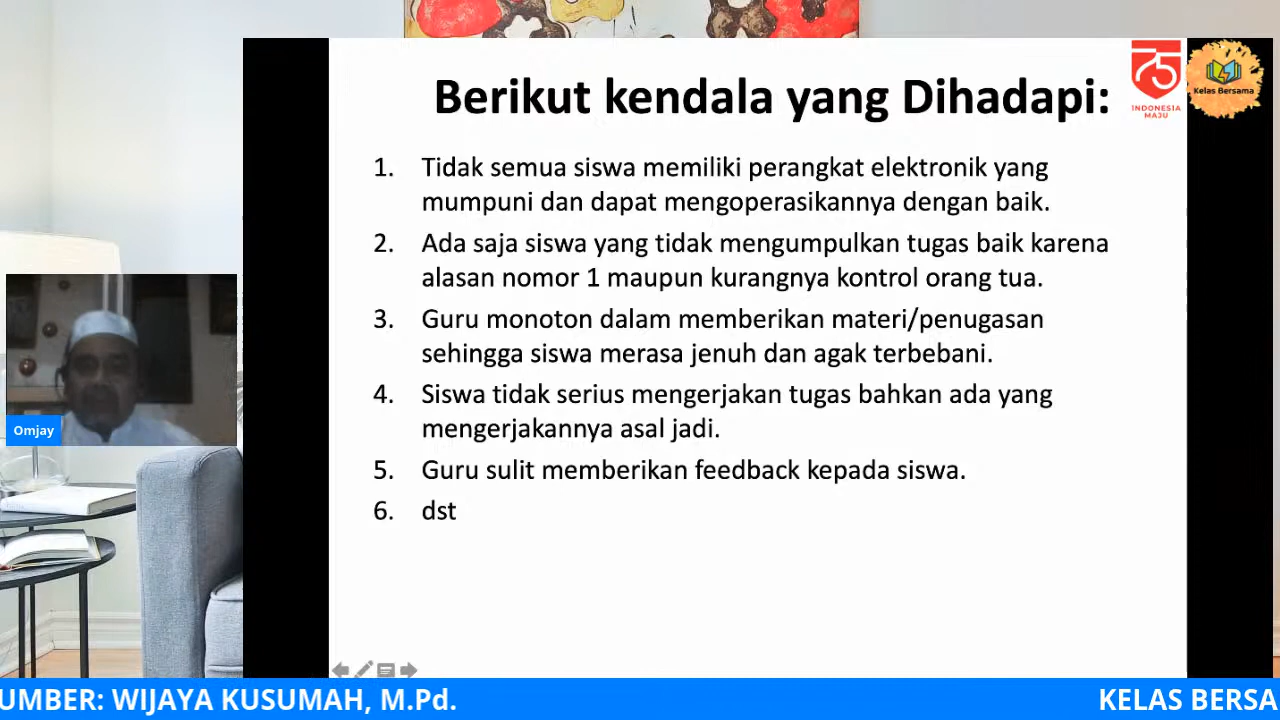 Berikut kendala yang Dihadapi:
75
INDONESIA
MAJU
Kelas Bersama
1. Tidak semua siswa memiliki perangkat elektronik yang
mumpuni dan dapat mengoperasikannya dengan baik.
2. Ada saja siswa yang tidak mengumpulkan tugas baik karena
alasan nomor 1 maupun kurangnya kontrol orang tua.
3. Guru monoton dalam memberikan materi/penugasan
sehingga siswa merasa jenuh dan agak terbebani.
4. Siswa tidak serius mengerjakan tugas bahkan ada yang
mengerjakannya asal jadi.
5. Guru sulit memberikan feedback kepada siswa.
6. dst
Omjay
UMBER: WIJAYA KUSUMAH, M.Pd.
KELAS BERSA